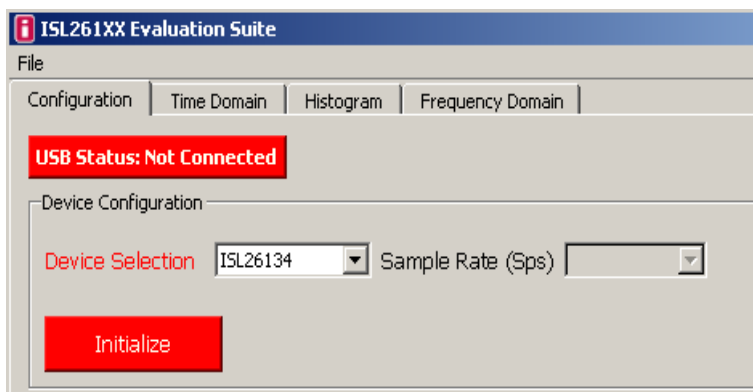 ISL261XX Evaluation Suite
File
Configuration Time Domain Histogram Frequency Domain
USB Status: Not Connected
Device Configuration
Device Selection ISL26134 Sample Rate (Sps)
Initialize